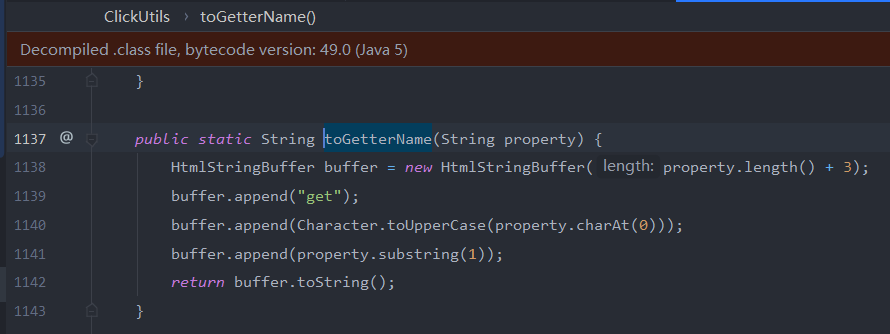 ClickUtils › toGetterName()
Decompiled .class file, bytecode version: 49.0 (Java 5)
1135 }
1136
1137 @ public static String toGetterName(String property) {
1138 HtmlStringBuffer buffer = new HtmlStringBuffer( length: property.length() + 3);
1139 buffer.append("get");
1140 buffer.append(Character.toUpperCase(property.charAt(0)));
1141 buffer.append(property.substring(1));
1142 return buffer.toString();
1143 }